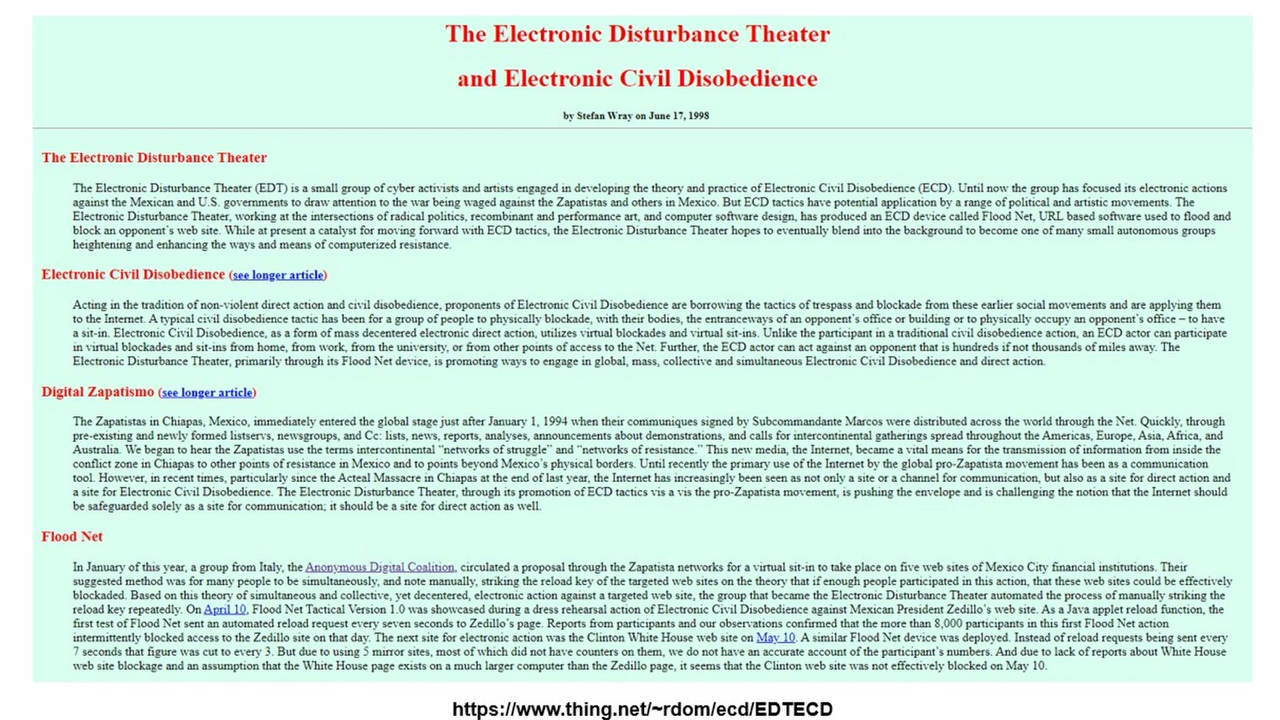 The Electronic Disturbance Theater
and Electronic Civil Disobedience
by Stefan Wray on June 17, 1998
The Electronic Disturbance Theater
The Electronic Disturbance Theater (EDT) is a small group of cyber activists and artists engaged in developing the theory and practice of Electronic Civil Disobedience (ECD). Until now the group has focused its electronic actions
against the Mexican and U.S. governments to draw attention to the war being waged against the Zapatistas and others in Mexico. But ECD tactics have potential application by a range of political and artistic movements. The
Electronic Disturbance Theater, working at the intersections of radical politics, recombinant and performance art, and computer software design, has produced an ECD device called Flood Net, URL based software used to flood and
block an opponent's web site. While at present a catalyst for moving forward with ECD tactics, the Electronic Disturbance Theater hopes to eventually blend into the background to become one of many small autonomous groups
heightening and enhancing the ways and means of computerized resistance.
Electronic Civil Disobedience (see longer article)
Acting in the tradition of non-violent direct action and civil disobedience, proponents of Electronic Civil Disobedience are borrowing the tactics of trespass and blockade from these earlier social movements and are applying them
to the Internet. A typical civil disobedience tactic has been for a group of people to physically blockade, with their bodies, the entranceways of an opponent's office or building or to physically occupy an opponent's office – to have
a sit-in. Electronic Civil Disobedience, as a form of mass decentered electronic direct action, utilizes virtual blockades and virtual sit-ins. Unlike the participant in a traditional civil disobedience action, an ECD actor can participate
in virtual blockades and sit-ins from home, from work, from the university, or from other points of access to the Net. Further, the ECD actor can act against an opponent that is hundreds if not thousands of miles away. The
Electronic Disturbance Theater, primarily through its Flood Net device, is promoting ways to engage in global, mass, collective and simultaneous Electronic Civil Disobedience and direct action.
Digital Zapatismo (see longer article)
The Zapatistas in Chiapas, Mexico, immediately entered the global stage just after January 1, 1994 when their communiques signed by Subcommandante Marcos were distributed across the world through the Net. Quickly, through
pre-existing and newly formed listservs, newsgroups, and Cc: lists, news, reports, analyses, announcements about demonstrations, and calls for intercontinental gatherings spread throughout the Americas, Europe, Asia, Africa, and
Australia. We began to hear the Zapatistas use the terms intercontinental “networks of struggle” and “networks of resistance.” This new media, the Internet, became a vital means for the transmission of information from inside the
conflict zone in Chiapas to other points of resistance in Mexico and to points beyond Mexico's physical borders. Until recently the primary use of the Internet by the global pro-Zapatista movement has been as a communication
tool. However, in recent times, particularly since the Acteal Massacre in Chiapas at the end of last year, the Internet has increasingly been seen as not only a site or a channel for communication, but also as a site for direct action and
a site for Electronic Civil Disobedience. The Electronic Disturbance Theater, through its promotion of ECD tactics vis a vis the pro-Zapatista movement, is pushing the envelope and is challenging the notion that the Internet should
be safeguarded solely as a site for communication; it should be a site for direct action as well.
Flood Net
In January of this year, a group from Italy, the Anonymous Digital Coalition, circulated a proposal through the Zapatista networks for a virtual sit-in to take place on five web sites of Mexico City financial institutions. Their
suggested method was for many people to be simultaneously, and note manually, striking the reload key of the targeted web sites on the theory that if enough people participated in this action, that these web sites could be effectively
blockaded. Based on this theory of simultaneous and collective, yet decentered, electronic action against a targeted web site, the group that became the Electronic Disturbance Theater automated the process of manually striking the
reload key repeatedly. On April 10, Flood Net Tactical Version 1.0 was showcased during a dress rehearsal action of Electronic Civil Disobedience against Mexican President Zedillo's web site. As a Java applet reload function, the
first test of Flood Net sent an automated reload request every seven seconds to Zedillo's page. Reports from participants and our observations confirmed that the more than 8,000 participants in this first Flood Net action
intermittently blocked access to the Zedillo site on that day. The next site for electronic action was the Clinton White House web site on May 10. A similar Flood Net device was deployed. Instead of reload requests being sent every
7 seconds that figure was cut to every 3. But due to using 5 mirror sites, most of which did not have counters on them, we do not have an accurate account of the participant's numbers. And due to lack of reports about White House
web site blockage and an assumption that the White House page exists on a much larger computer than the Zedillo page, it seems that the Clinton web site was not effectively blocked on May 10.
https://www.thing.net/~rdom/ecd/EDTECD